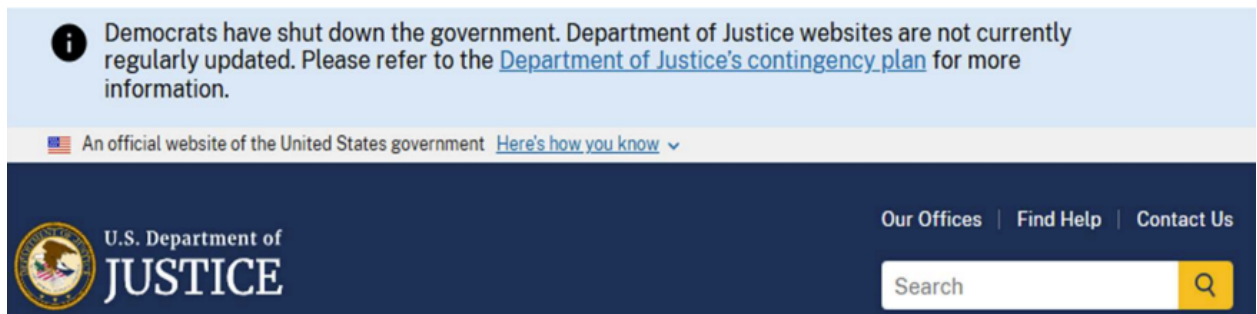 Democrats have shut down the government. Department of Justice websites are not currently
regularly updated. Please refer to the Department of Justice's contingency plan for more
information.
An official website of the United States government Here's how you know
Our Offices | Find Help | Contact Us
U.S. Department of
JUSTICE
Search